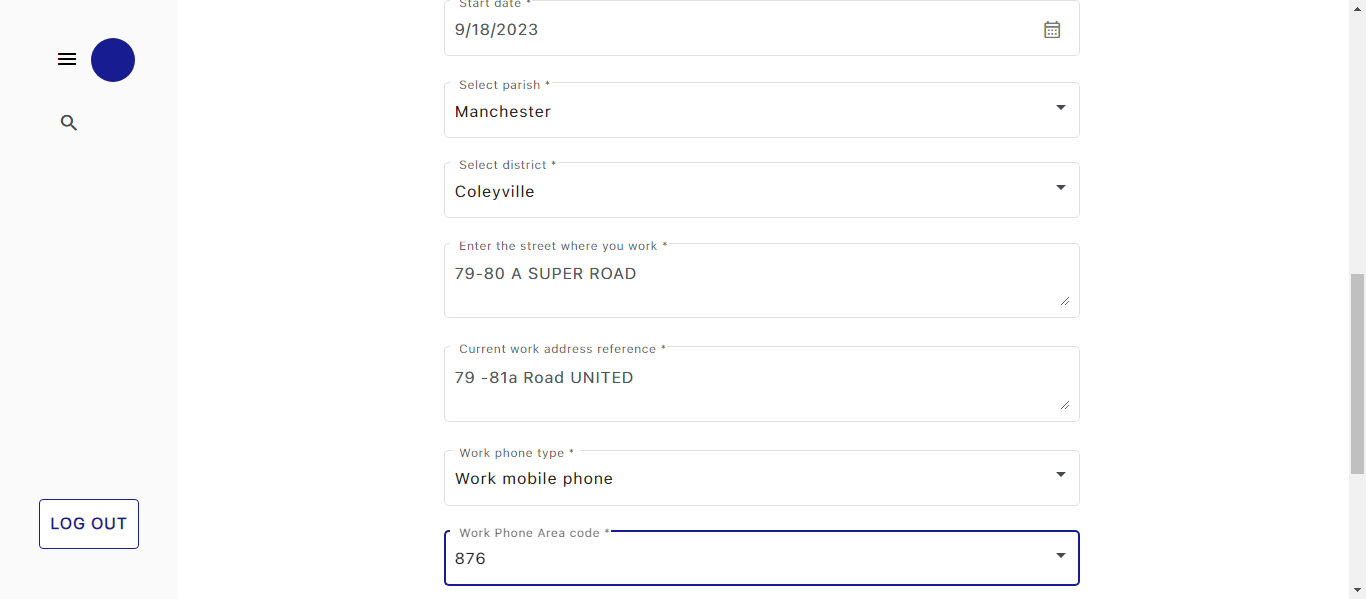 Start date *
9/18/2023
Select parish *
Manchester
Select district *
Coleyville
Enter the street where you work *
79-80 A SUPER ROAD
Current work address reference *
79 -81a Road UNITED
Work phone type *
Work mobile phone
LOG OUT
Work Phone Area code *
876